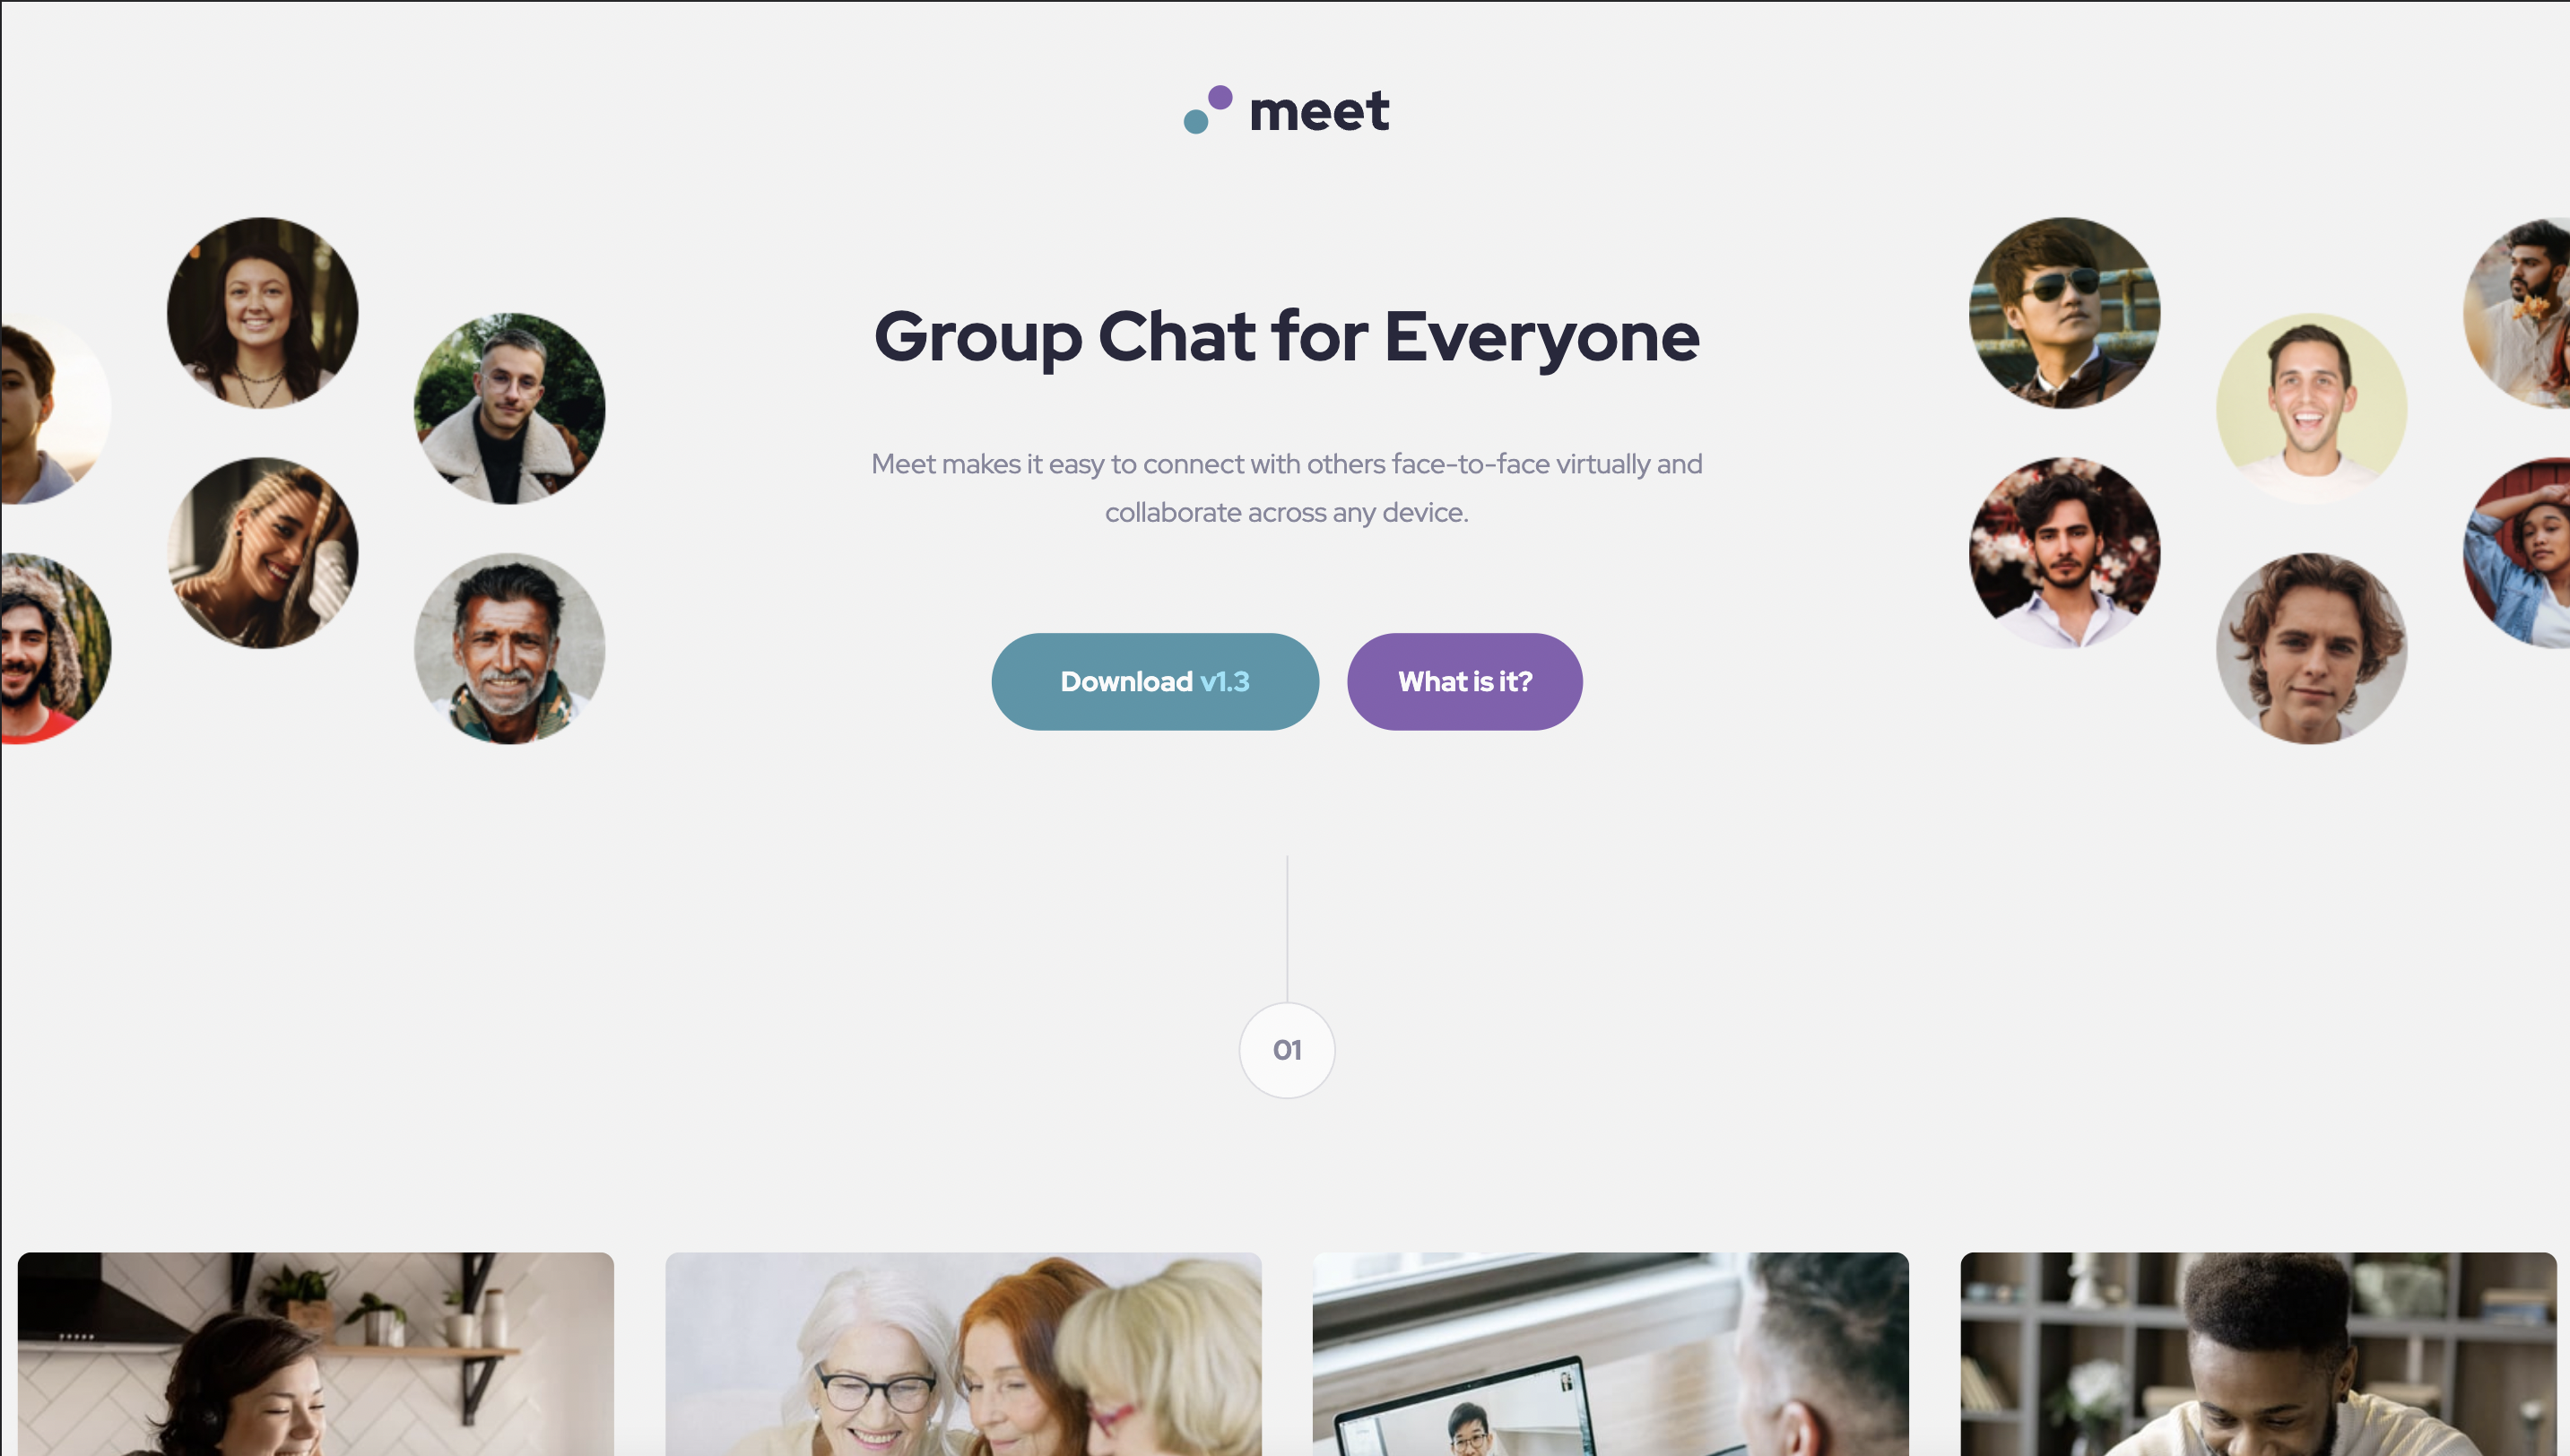 meet
Group Chat for Everyone
Meet makes it easy to connect with others face-to-face virtually and
collaborate across any device.
Download v1.3
What is it?
01